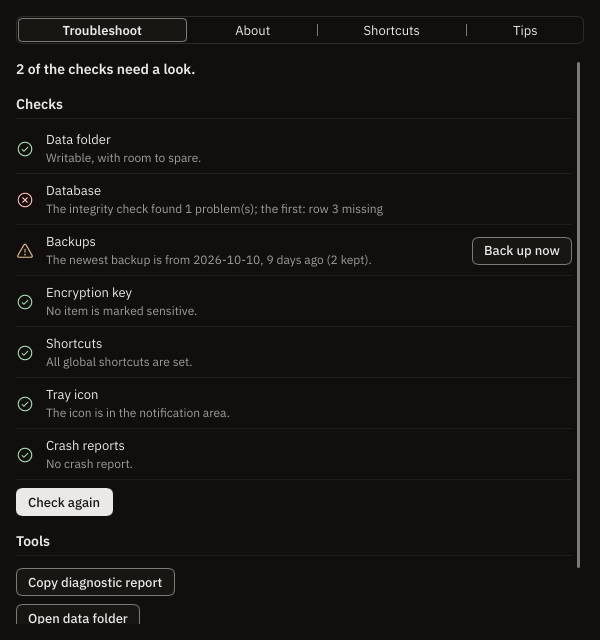 Troubleshoot
About
Shortcuts
Tips
2 of the checks need a look.
Checks
Data folder
Writable, with room to spare.
Database
The integrity check found 1 problem(s); the first: row 3 missing
Backups
The newest backup is from 2026-10-10, 9 days ago (2 kept).
Back up now
Encryption key
No item is marked sensitive.
Shortcuts
All global shortcuts are set.
Tray icon
The icon is in the notification area.
Crash reports
No crash report.
Check again
Tools
Copy diagnostic report
Open data folder